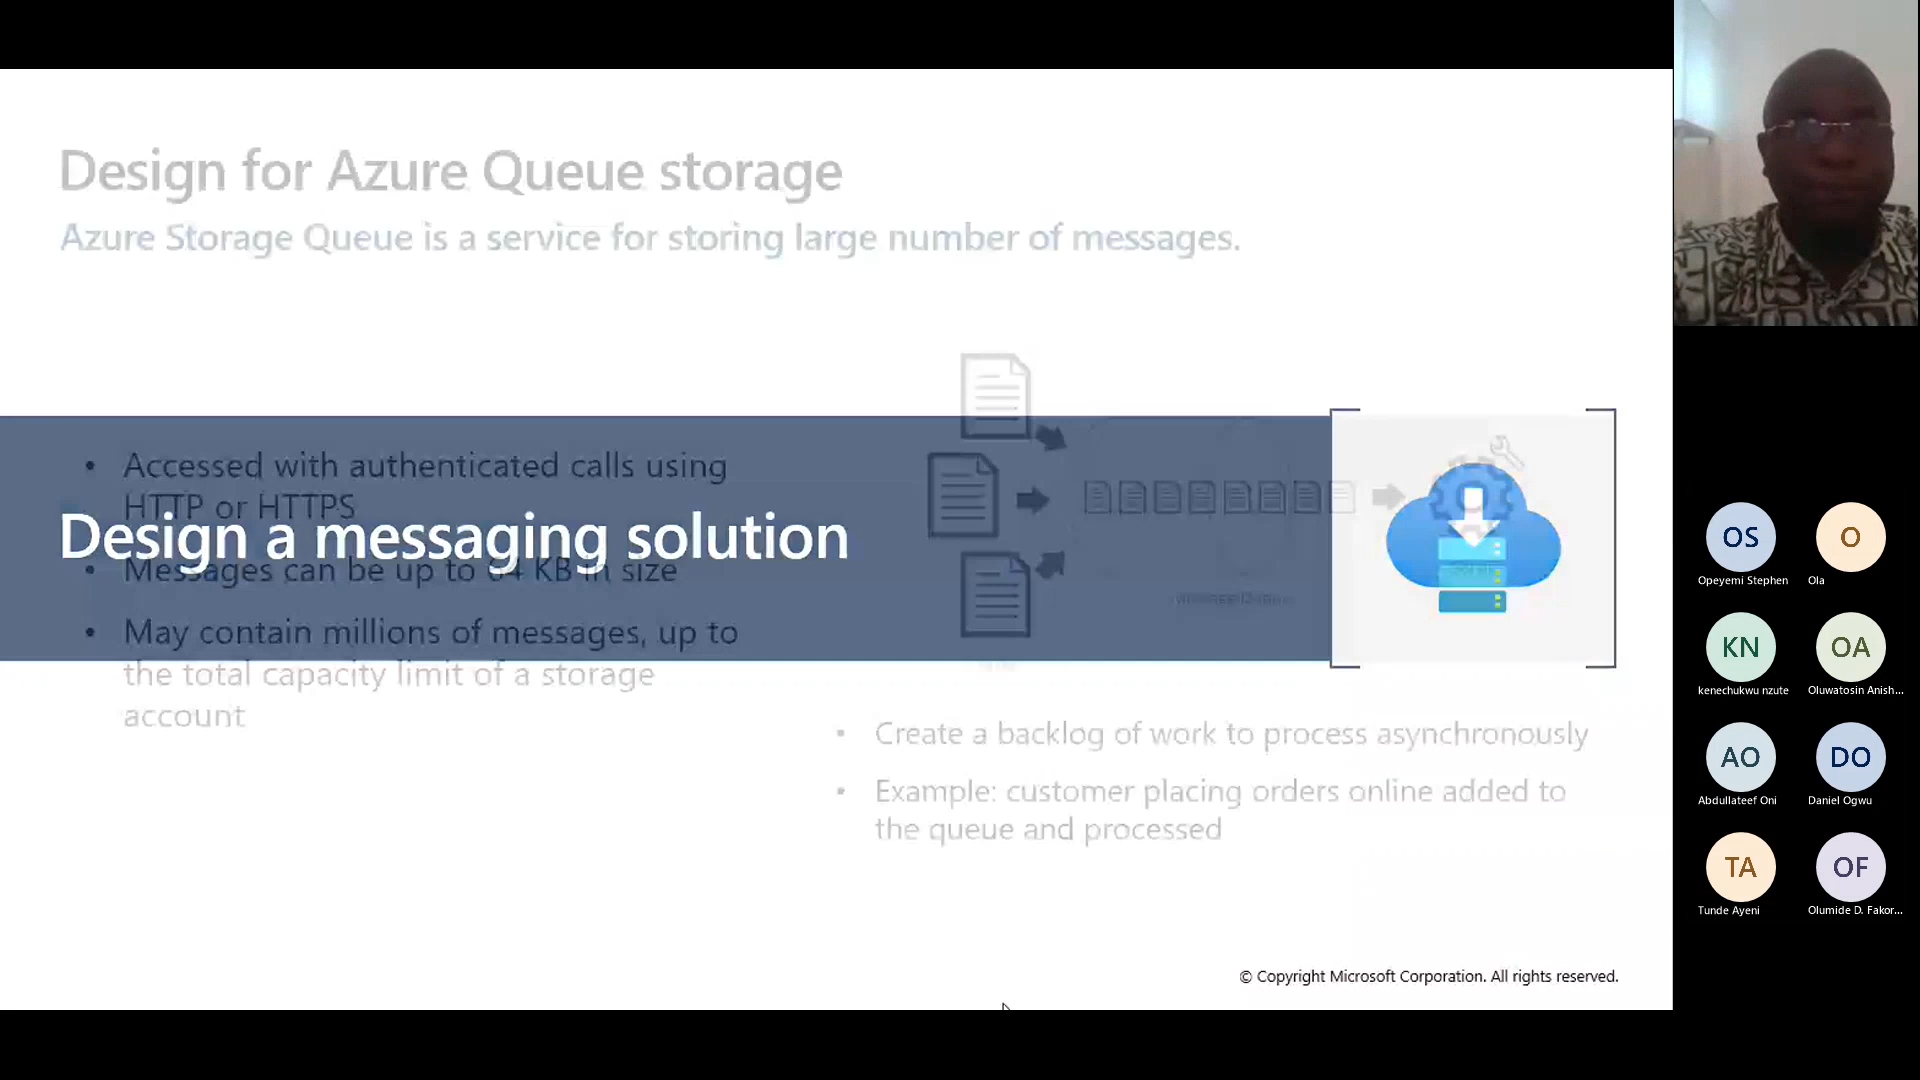 Design for Azure Queue storage
Azure Storage Queue is a service for storing large number of messages.
• Accessed with authenticated calls using
HTTP or HTTPS
Design a messaging solution
• Messages can be up to 64 KB in size
• May contain millions of messages, up to
the total capacity limit of a storage
account
• Create a backlog of work to process asynchronously
• Example: customer placing orders online added to
the queue and processed
© Copyright Microsoft Corporation. All rights reserved.
OS
Opeyemi Stephen
O
Ola
KN
kenechukwu nzute
OA
Oluwatosin Anish...
AO
Abdullateef Oni
DO
Daniel Ogwu
TA
Tunde Ayeni
OF
Olumide D. Fakor...